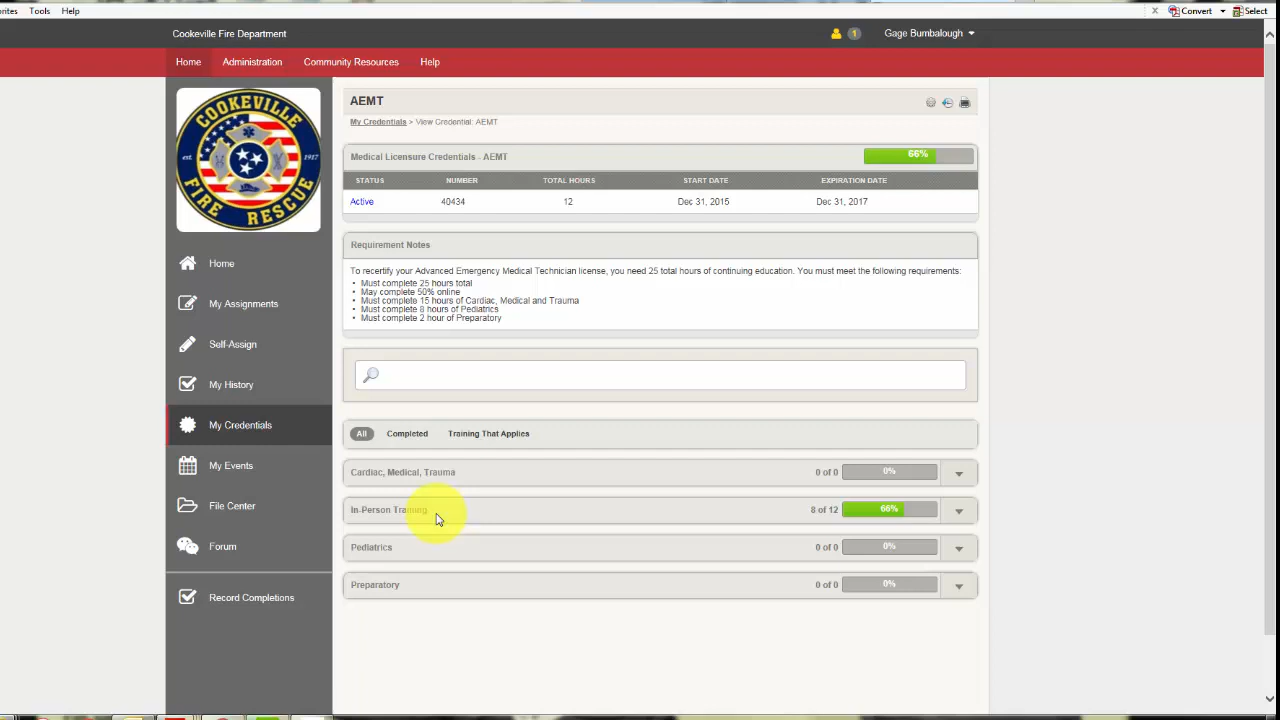 orites Tools Help Convert Select
Cookeville Fire Department 1 Gage Bumbalough
Home Administration Community Resources Help
COOKEVILLE
est. 1917
FIRE RESCUE
Home
My Assignments
Self-Assign
My History
My Credentials
My Events
File Center
Forum
Record Completions
AEMT
My Credentials > View Credential: AEMT
Medical Licensure Credentials - AEMT 66%
STATUS NUMBER TOTAL HOURS START DATE EXPIRATION DATE
Active 40434 12 Dec 31, 2015 Dec 31, 2017
Requirement Notes
To recertify your Advanced Emergency Medical Technician license, you need 25 total hours of continuing education. You must meet the following requirements:
• Must complete 25 hours total
• May complete 50% online
• Must complete 15 hours of Cardiac, Medical and Trauma
• Must complete 8 hours of Pediatrics
• Must complete 2 hour of Preparatory
All Completed Training That Applies
Cardiac, Medical, Trauma 0 of 0 0%
In-Person Training 8 of 12 66%
Pediatrics 0 of 0 0%
Preparatory 0 of 0 0%